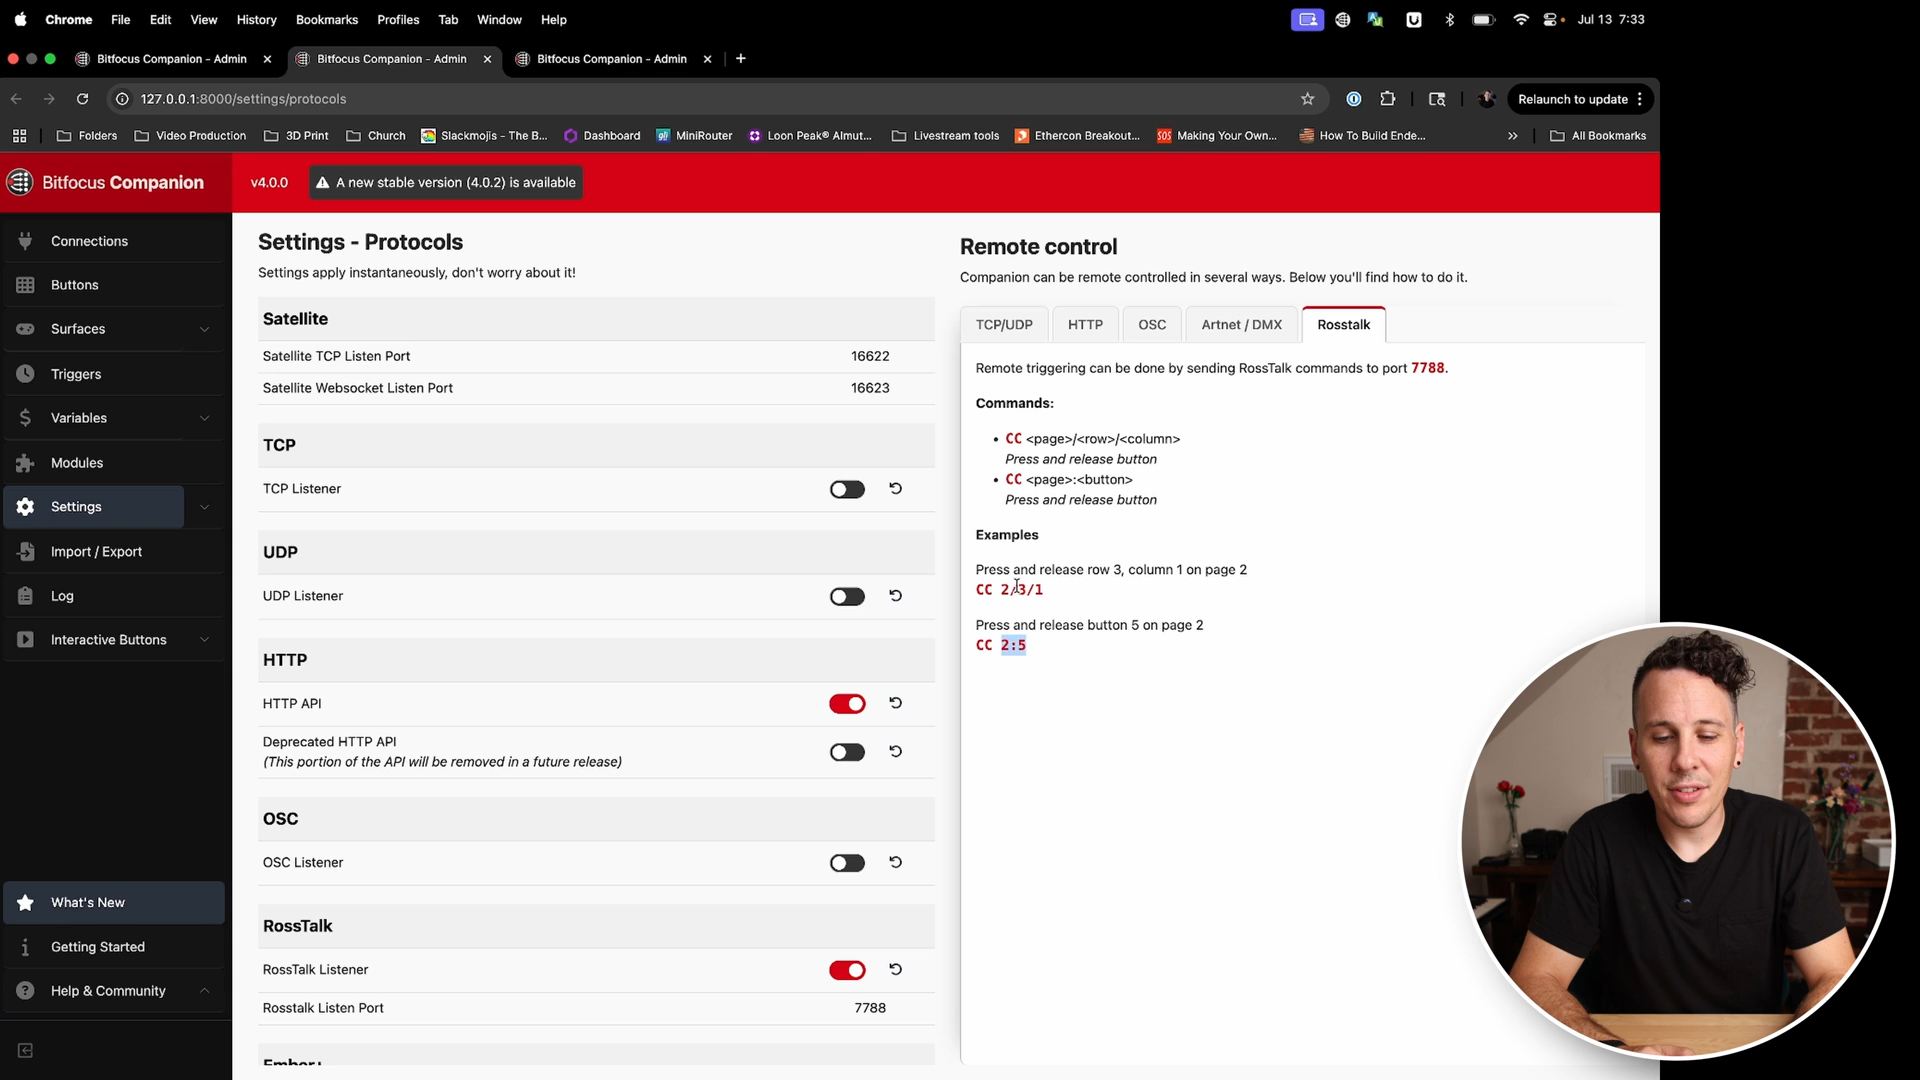 Chrome File Edit View History Bookmarks Profiles Tab Window Help
Jul 13 7:33
Bitfocus Companion - Admin
Bitfocus Companion - Admin
Bitfocus Companion - Admin
127.0.0.1:8000/settings/protocols
Relaunch to update
Folders
Video Production
3D Print
Church
Slackmojis - The B...
Dashboard
MiniRouter
Loon Peak® Almut...
Livestream tools
Ethercon Breakout...
SOS
Making Your Own...
How To Build Ende...
All Bookmarks
Bitfocus Companion
v4.0.0
A new stable version (4.0.2) is available
Connections
Buttons
Surfaces
Triggers
Variables
Modules
Settings
Import / Export
Log
Interactive Buttons
What's New
Getting Started
Help & Community
Settings - Protocols
Settings apply instantaneously, don't worry about it!
Satellite
Satellite TCP Listen Port 16622
Satellite Websocket Listen Port 16623
TCP
TCP Listener
UDP
UDP Listener
HTTP
HTTP API
Deprecated HTTP API
(This portion of the API will be removed in a future release)
OSC
OSC Listener
RossTalk
RossTalk Listener
Rosstalk Listen Port 7788
Ember+
Remote control
Companion can be remote controlled in several ways. Below you'll find how to do it.
TCP/UDP HTTP OSC Artnet / DMX Rosstalk
Remote triggering can be done by sending RossTalk commands to port 7788.
Commands:
• CC <page>/<row>/<column>
Press and release button
• CC <page>:<button>
Press and release button
Examples
Press and release row 3, column 1 on page 2
CC 2/3/1
Press and release button 5 on page 2
CC 2:5